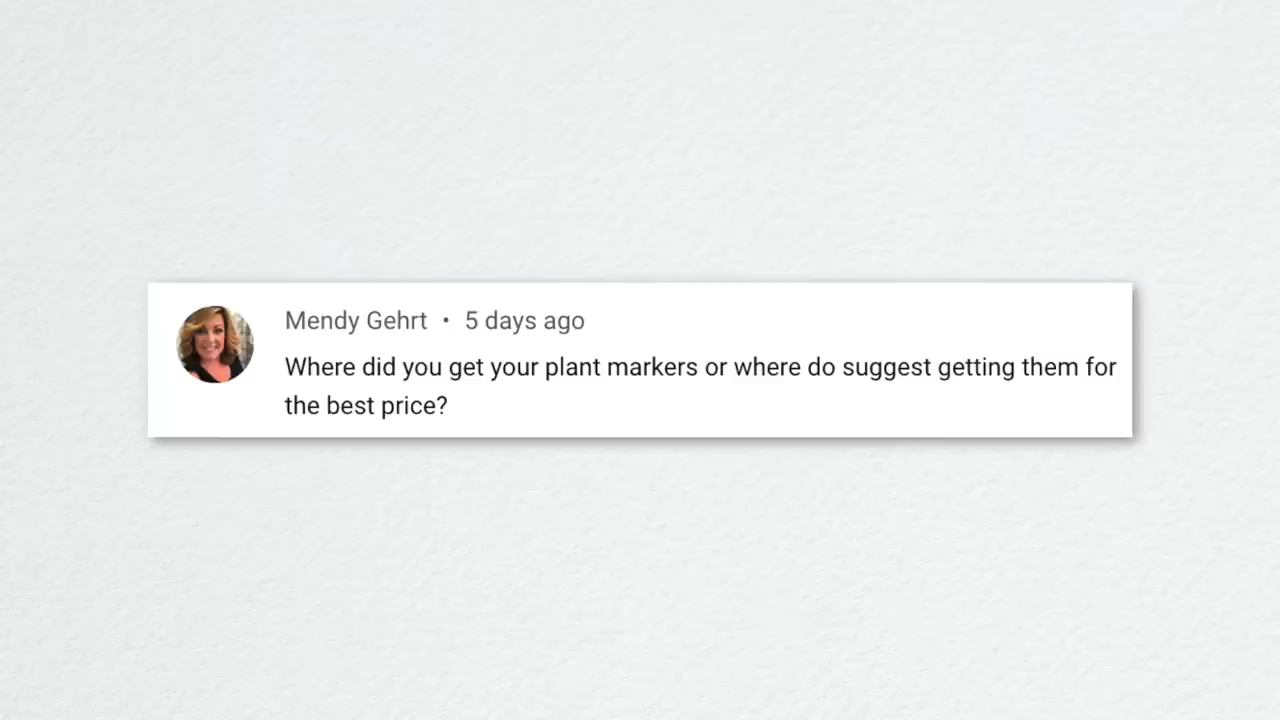 Mendy Gehrt • 5 days ago
Where did you get your plant markers or where do suggest getting them for
the best price?